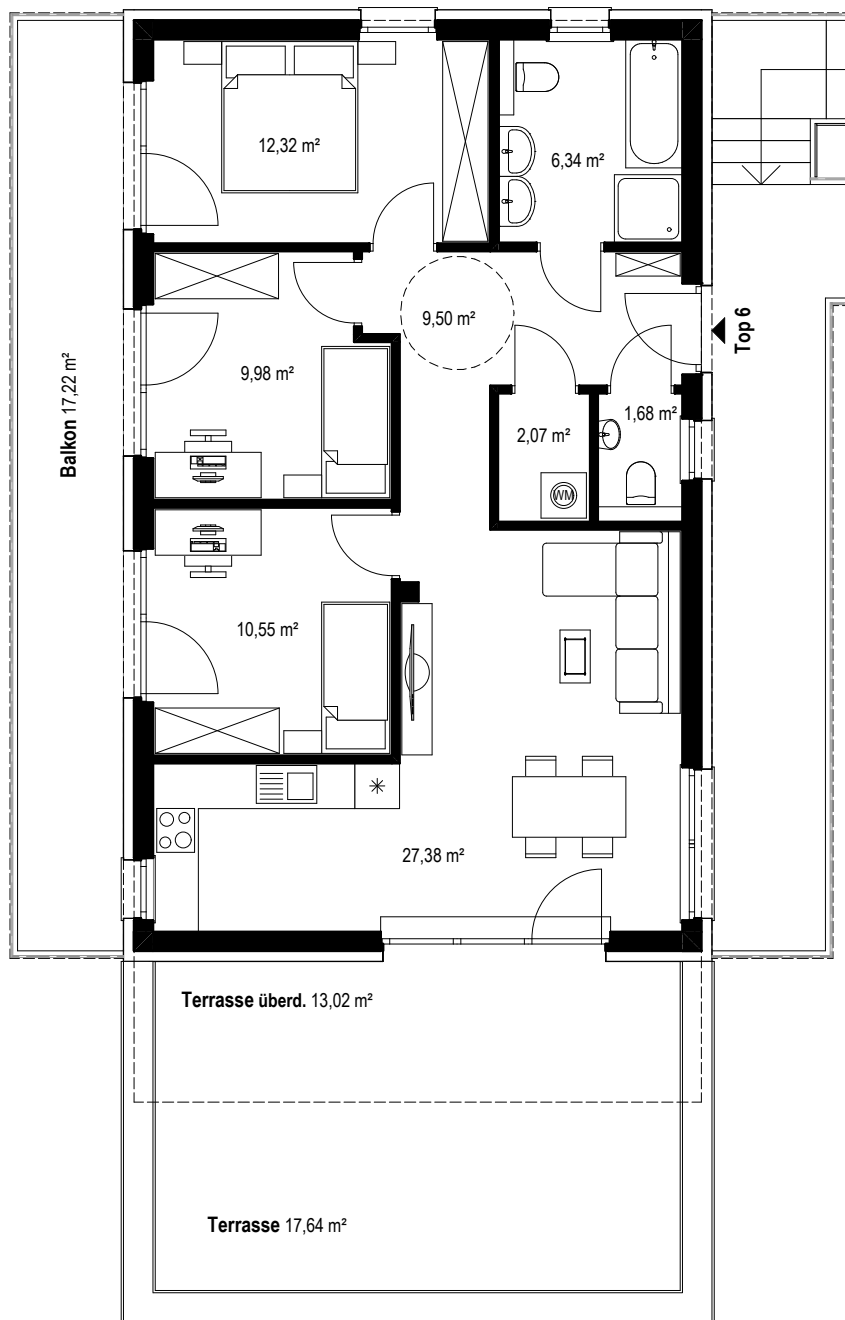 12,32 m²
6,34 m²
9,50 m²
Top 6
9,98 m²
Balkon 17,22 m²
1,68 m²
2,07 m²
WM
10,55 m²
27,38 m²
Terrasse überd. 13,02 m²
Terrasse 17,64 m²